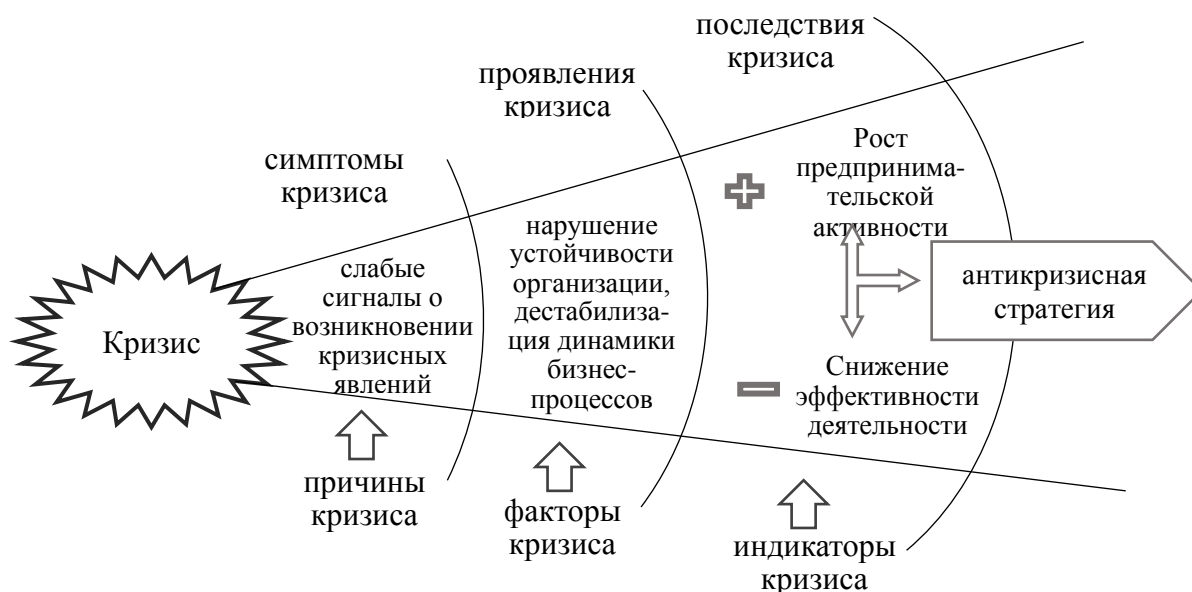 последствия
кризиса
проявления
кризиса
симптомы
кризиса
Рост
предпринима-
тельской
активности
нарушение
устойчивости
организации,
дестабилиза-
ция динамики
бизнес-
процессов
слабые
сигналы о
возникновении
кризисных
явлений
Кризис
антикризисная
стратегия
Снижение
эффективности
деятельности
причины
кризиса
факторы
кризиса
индикаторы
кризиса